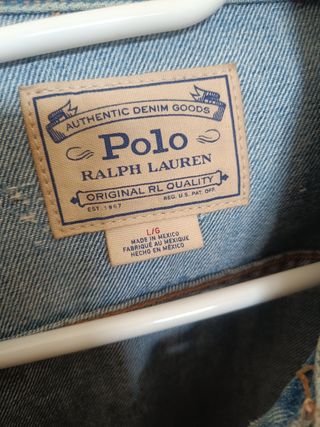 AUTHENTIC DENIM GOODS
Polo
RALPH LAUREN
ORIGINAL RL QUALITY
EST. 1967
REG. U.S. PAT. OFF.
L/G
MADE IN MEXICO
FABRIQUÉ AU MEXIQUE
HECHO EN MÉXICO